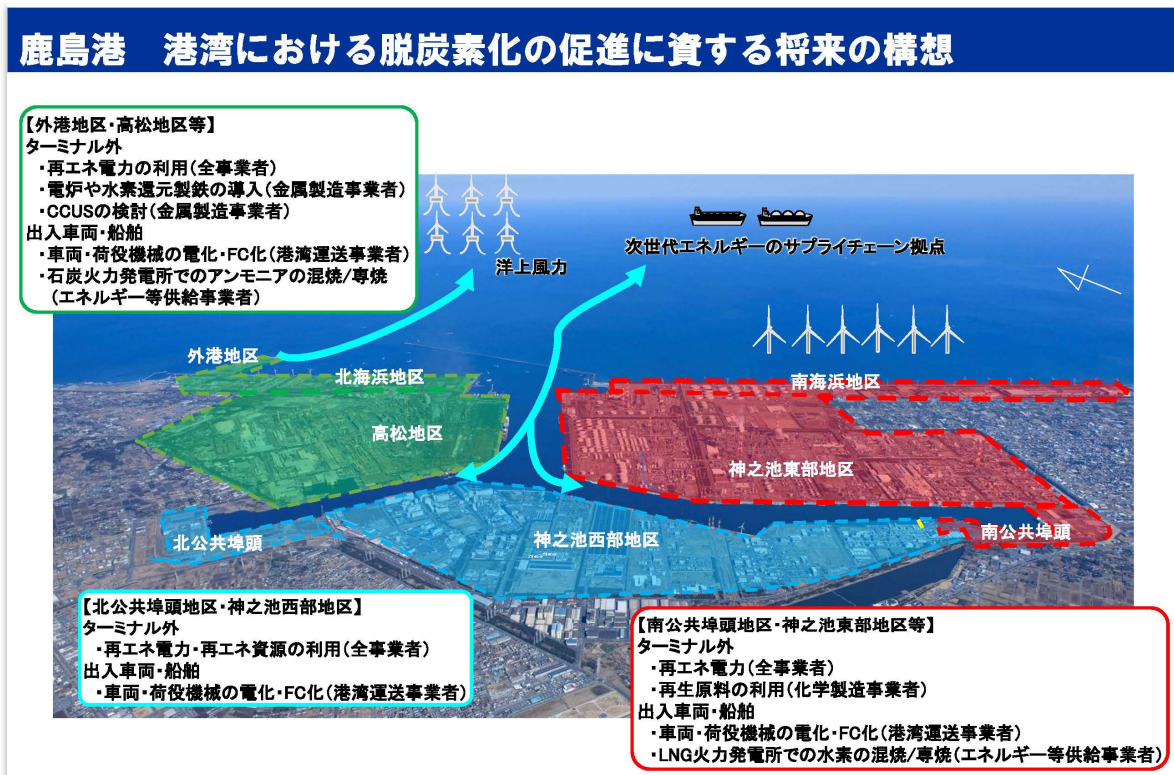 鹿島港　港湾における脱炭素化の促進に資する将来の構想
【外港地区・高松地区等】
ターミナル外
・再エネ電力の利用(全事業者)
・電炉や水素還元製鉄の導入(金属製造事業者)
・CCUSの検討(金属製造事業者)
出入車両・船舶
・車両・荷役機械の電化・FC化(港湾運送事業者)
・石炭火力発電所でのアンモニアの混焼/専焼
(エネルギー等供給事業者)
洋上風力
次世代エネルギーのサプライチェーン拠点
外港地区
北海浜地区
南海浜地区
高松地区
神之池東部地区
北公共埠頭
神之池西部地区
南公共埠頭
【北公共埠頭地区・神之池西部地区】
ターミナル外
・再エネ電力・再エネ資源の利用(全事業者)
出入車両・船舶
・車両・荷役機械の電化・FC化(港湾運送事業者)
【南公共埠頭地区・神之池東部地区等】
ターミナル外
・再エネ電力(全事業者)
・再生原料の利用(化学製造事業者)
出入車両・船舶
・車両・荷役機械の電化・FC化(港湾運送事業者)
・LNG火力発電所での水素の混焼/専焼(エネルギー等供給事業者)